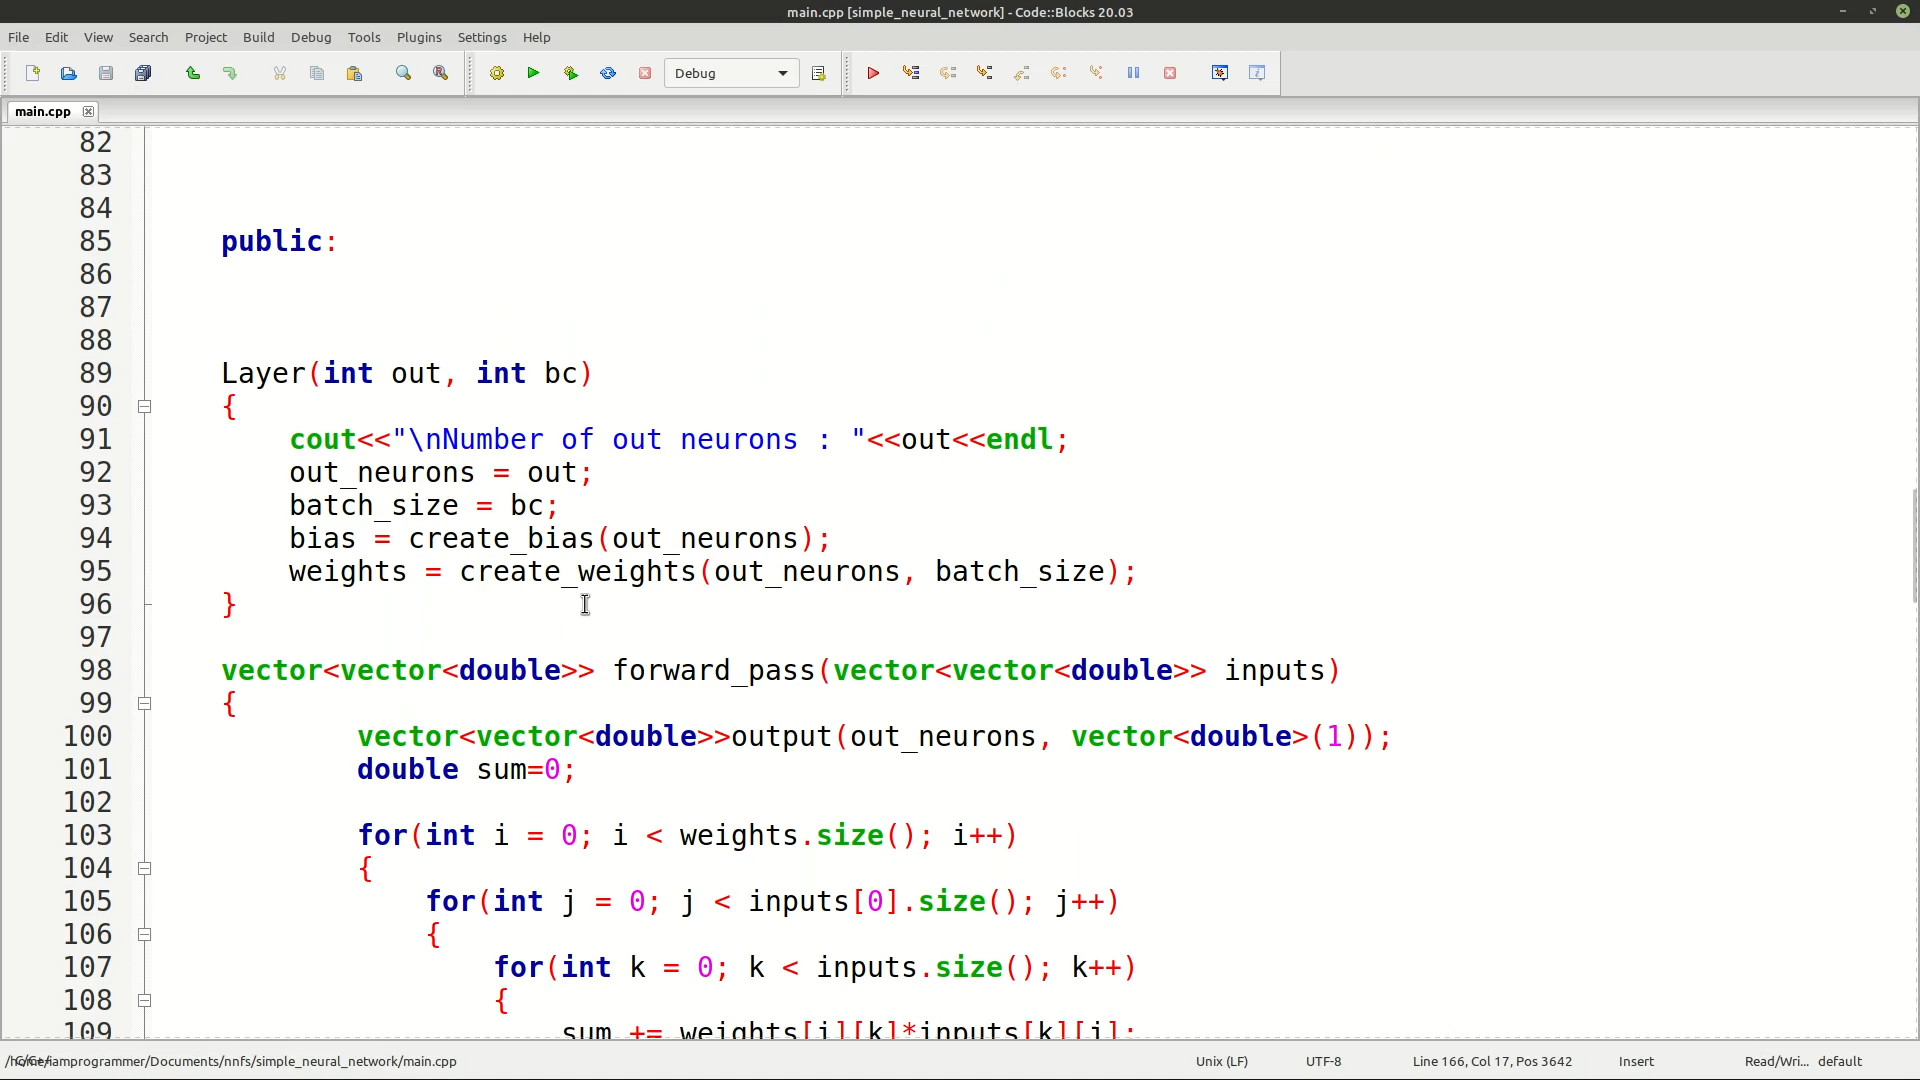 main.cpp [simple_neural_network] - Code::Blocks 20.03
File Edit View Search Project Build Debug Tools Plugins Settings Help
Debug
main.cpp
82
83
84
85 public:
86
87
88
89 Layer(int out, int bc)
90 {
91 cout<<"\nNumber of out neurons : "<<out<<endl;
92 out_neurons = out;
93 batch_size = bc;
94 bias = create_bias(out_neurons);
95 weights = create_weights(out_neurons, batch_size);
96 }
97
98 vector<vector<double>> forward_pass(vector<vector<double>> inputs)
99 {
100 vector<vector<double>>output(out_neurons, vector<double>(1));
101 double sum=0;
102
103 for(int i = 0; i < weights.size(); i++)
104 {
105 for(int j = 0; j < inputs[0].size(); j++)
106 {
107 for(int k = 0; k < inputs.size(); k++)
108 {
109 sum += weights[i][k]*inputs[k][j];
/home/iamprogrammer/Documents/nnfs/simple_neural_network/main.cpp Unix (LF) UTF-8 Line 166, Col 17, Pos 3642 Insert Read/Wri... default